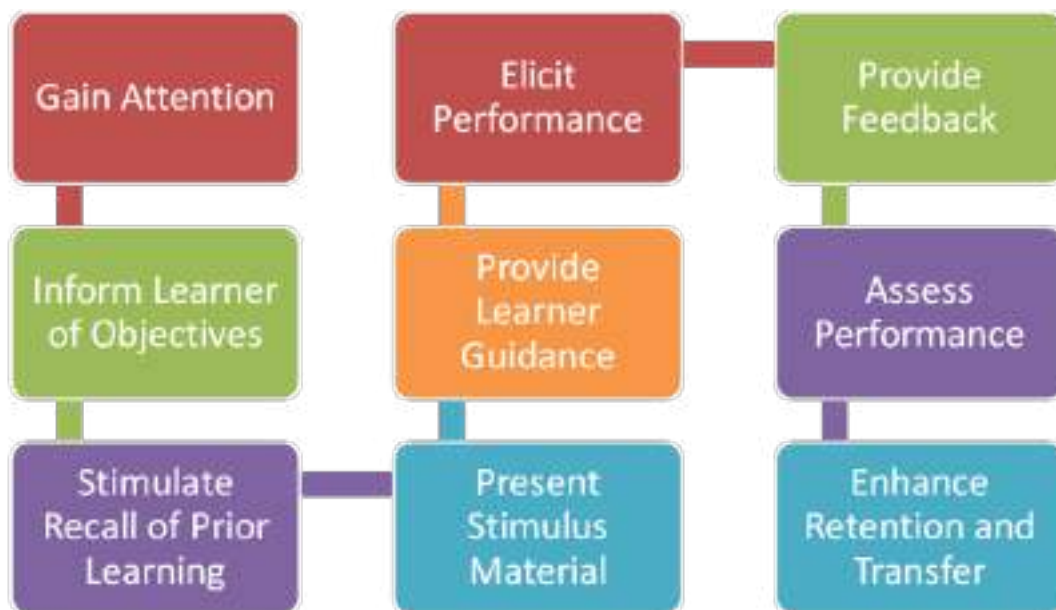 Gain Attention
Inform Learner
of Objectives
Stimulate
Recall of Prior
Learning
Present
Stimulus
Material
Provide
Learner
Guidance
Elicit
Performance
Provide
Feedback
Assess
Performance
Enhance
Retention and
Transfer